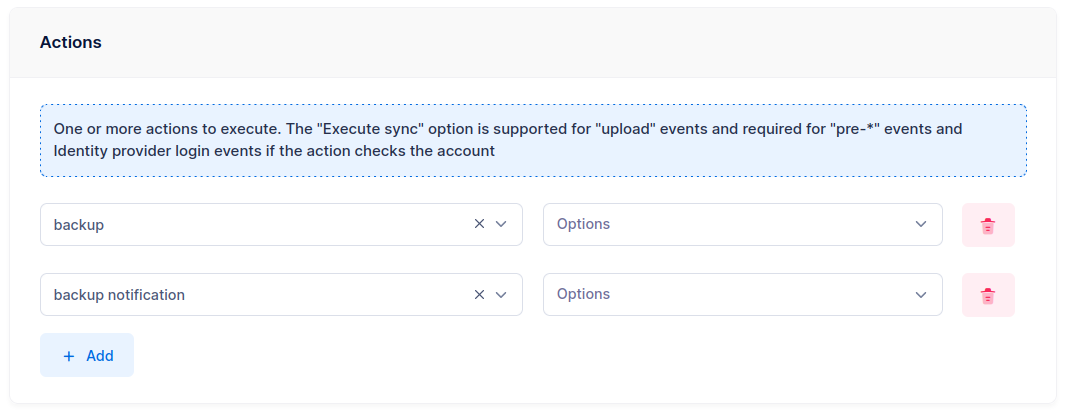 Actions
One or more actions to execute. The "Execute sync" option is supported for "upload" events and required for "pre-*" events and
Identity provider login events if the action checks the account
backup
Options
backup notification
Options
+ Add